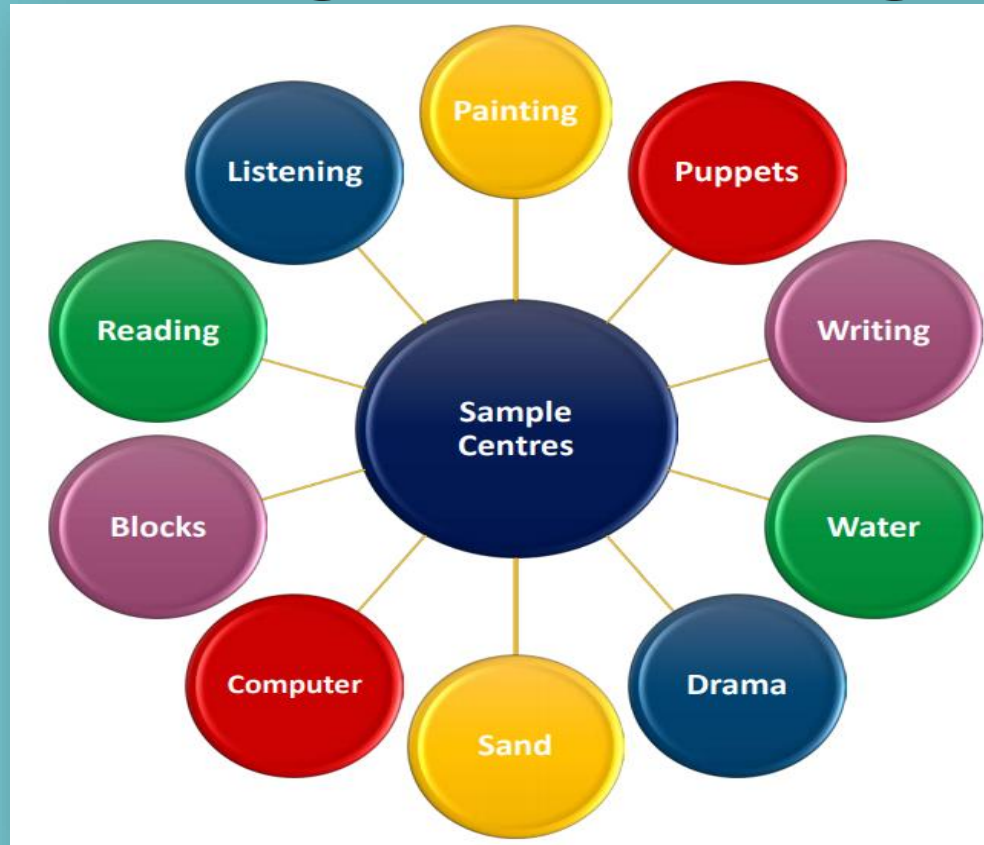 Painting
Puppets
Writing
Water
Drama
Sand
Computer
Blocks
Reading
Listening
Sample
Centres